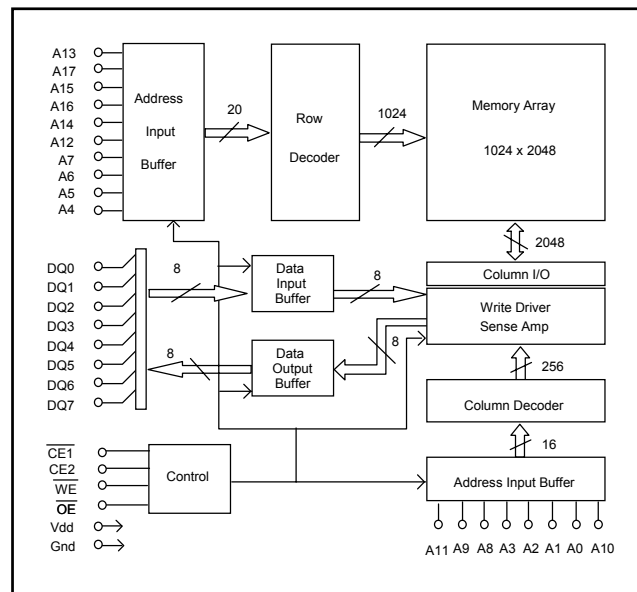 A13
A17
A15
A16
A14
A12
A7
A6
A5
A4
Address
Input
Buffer
20
Row
Decoder
1024
Memory Array
1024 x 2048
2048
Column I/O
Write Driver
Sense Amp
DQ0
DQ1
DQ2
DQ3
DQ4
DQ5
DQ6
DQ7
8
Data
Input
Buffer
8
8
Data
Output
Buffer
8
256
Column Decoder
16
Address Input Buffer
CE1
CE2
WE
OE
Vdd
Gnd
Control
A11 A9 A8 A3 A2 A1 A0 A10